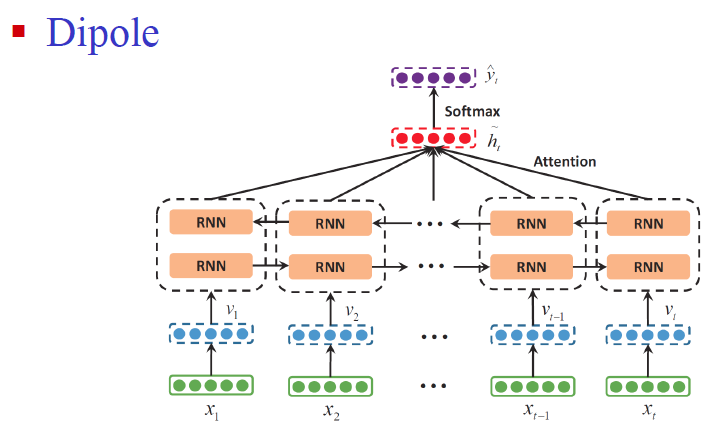 Dipole
ŷₜ
Softmax
h̃ₜ
Attention
RNN RNN ... RNN RNN
RNN RNN ... RNN RNN
v₁ v₂ vₜ₋₁ vₜ
...
...
x₁ x₂ xₜ₋₁ xₜ